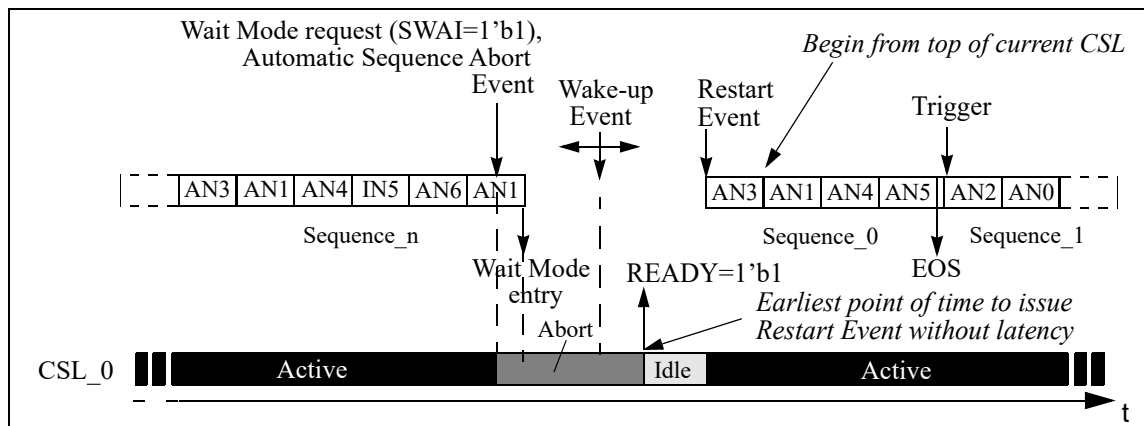 Wait Mode request (SWAI=1’b1),
Automatic Sequence Abort
Event
Wake-up
Event
Restart
Event
Begin from top of current CSL
Trigger
AN3 AN1 AN4 IN5 AN6 AN1
AN3 AN1 AN4 AN5 AN2 AN0
Sequence_n
Sequence_0
Sequence_1
Wait Mode
entry
READY=1’b1
EOS
Earliest point of time to issue
Restart Event without latency
Abort
CSL_0
Active
Idle
Active
t